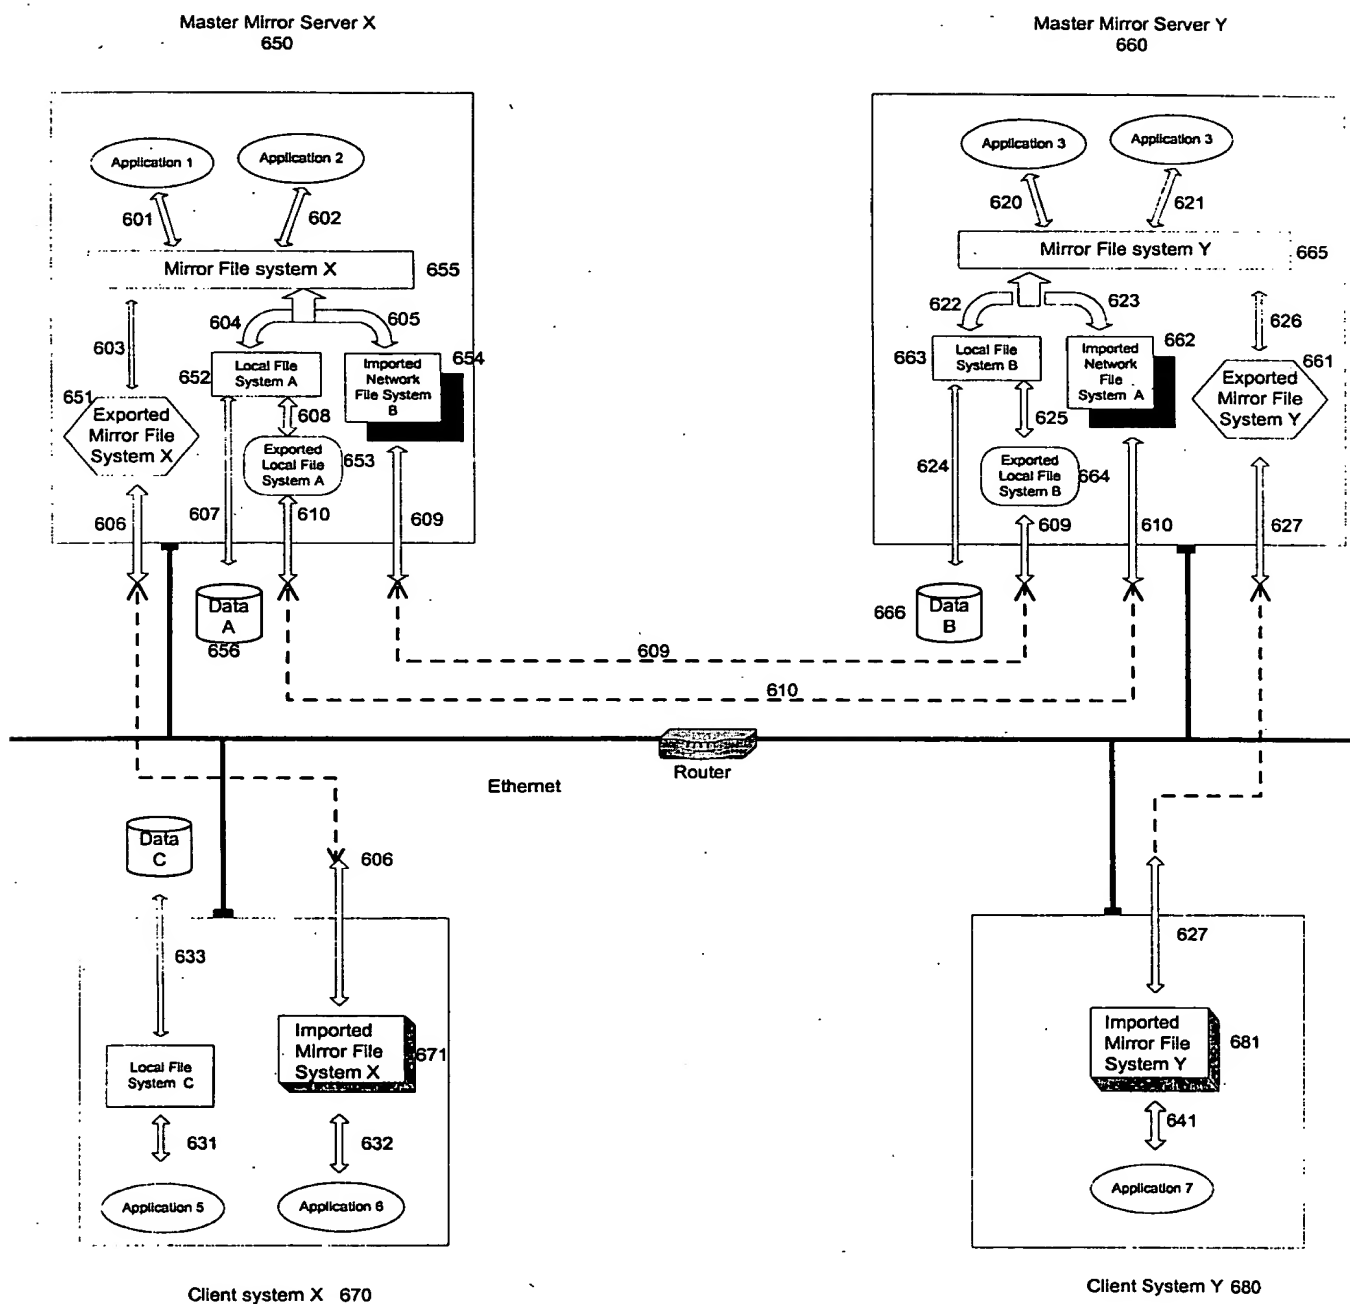 Master Mirror Server X
650
Master Mirror Server Y
660
Application 1
Application 2
601
602
Mirror File system X
655
604
605
603
651
652
Local File
System A
654
Imported
Network
File System
B
608
Exported
Mirror File
System X
Exported
Local File
System A
653
606
607
610
609
Data
A
656
Application 3
Application 3
620
621
Mirror File system Y
665
622
623
626
663
Local File
System B
662
Imported
Network
File
System A
661
Exported
Mirror File
System Y
625
624
Exported
Local File
System B
664
609
610
627
666
Data
B
609
610
Router
Ethernet
Data
C
606
633
Imported
Mirror File
System X
671
Local File
System C
631
632
Application 5
Application 6
627
Imported
Mirror File
System Y
681
641
Application 7
Client system X 670
Client System Y 680